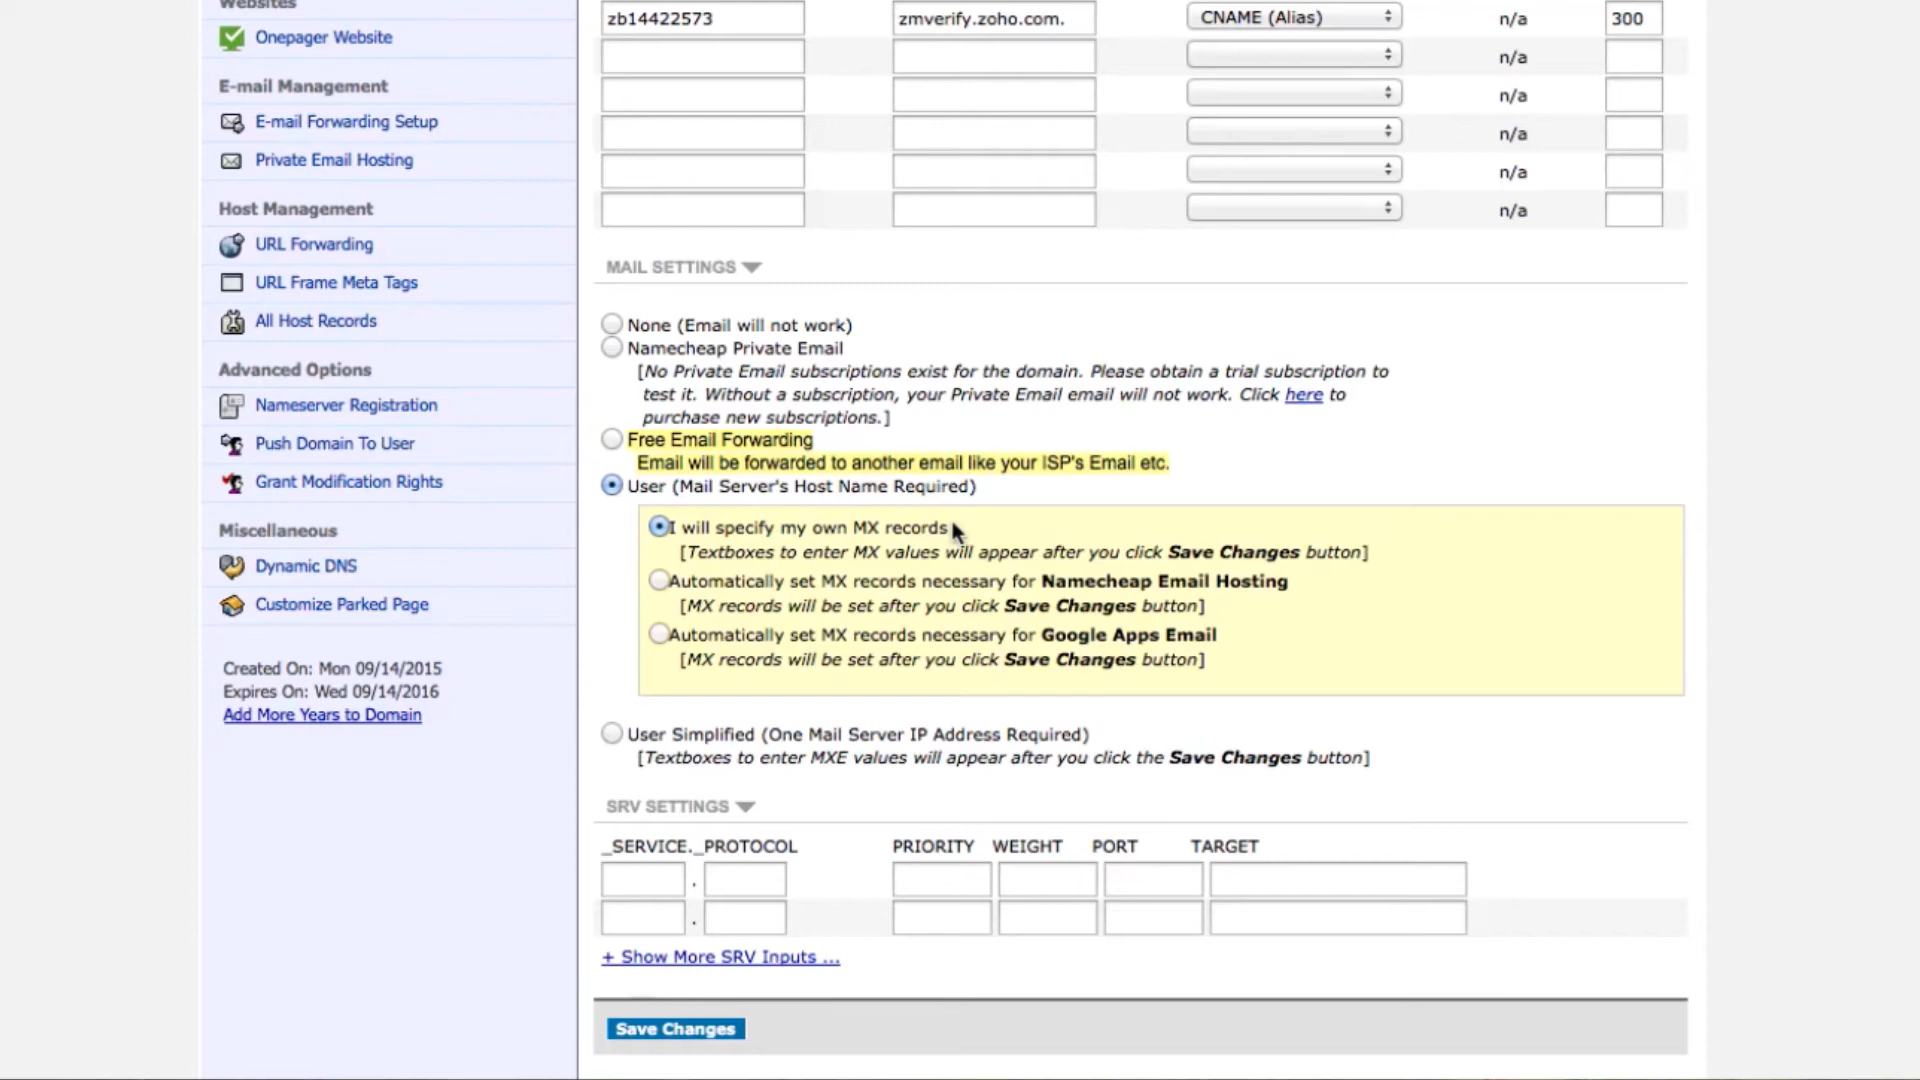 Websites
Onepager Website
E-mail Management
E-mail Forwarding Setup
Private Email Hosting
Host Management
URL Forwarding
URL Frame Meta Tags
All Host Records
Advanced Options
Nameserver Registration
Push Domain To User
Grant Modification Rights
Miscellaneous
Dynamic DNS
Customize Parked Page
Created On: Mon 09/14/2015
Expires On: Wed 09/14/2016
Add More Years to Domain
zb14422573 zmverify.zoho.com. CNAME (Alias) n/a 300
n/a
n/a
n/a
n/a
n/a
MAIL SETTINGS
None (Email will not work)
Namecheap Private Email
[No Private Email subscriptions exist for the domain. Please obtain a trial subscription to
test it. Without a subscription, your Private Email email will not work. Click here to
purchase new subscriptions.]
Free Email Forwarding
Email will be forwarded to another email like your ISP's Email etc.
User (Mail Server's Host Name Required)
I will specify my own MX records
[Textboxes to enter MX values will appear after you click Save Changes button]
Automatically set MX records necessary for Namecheap Email Hosting
[MX records will be set after you click Save Changes button]
Automatically set MX records necessary for Google Apps Email
[MX records will be set after you click Save Changes button]
User Simplified (One Mail Server IP Address Required)
[Textboxes to enter MXE values will appear after you click the Save Changes button]
SRV SETTINGS
_SERVICE._PROTOCOL PRIORITY WEIGHT PORT TARGET
.
.
+ Show More SRV Inputs ...
Save Changes